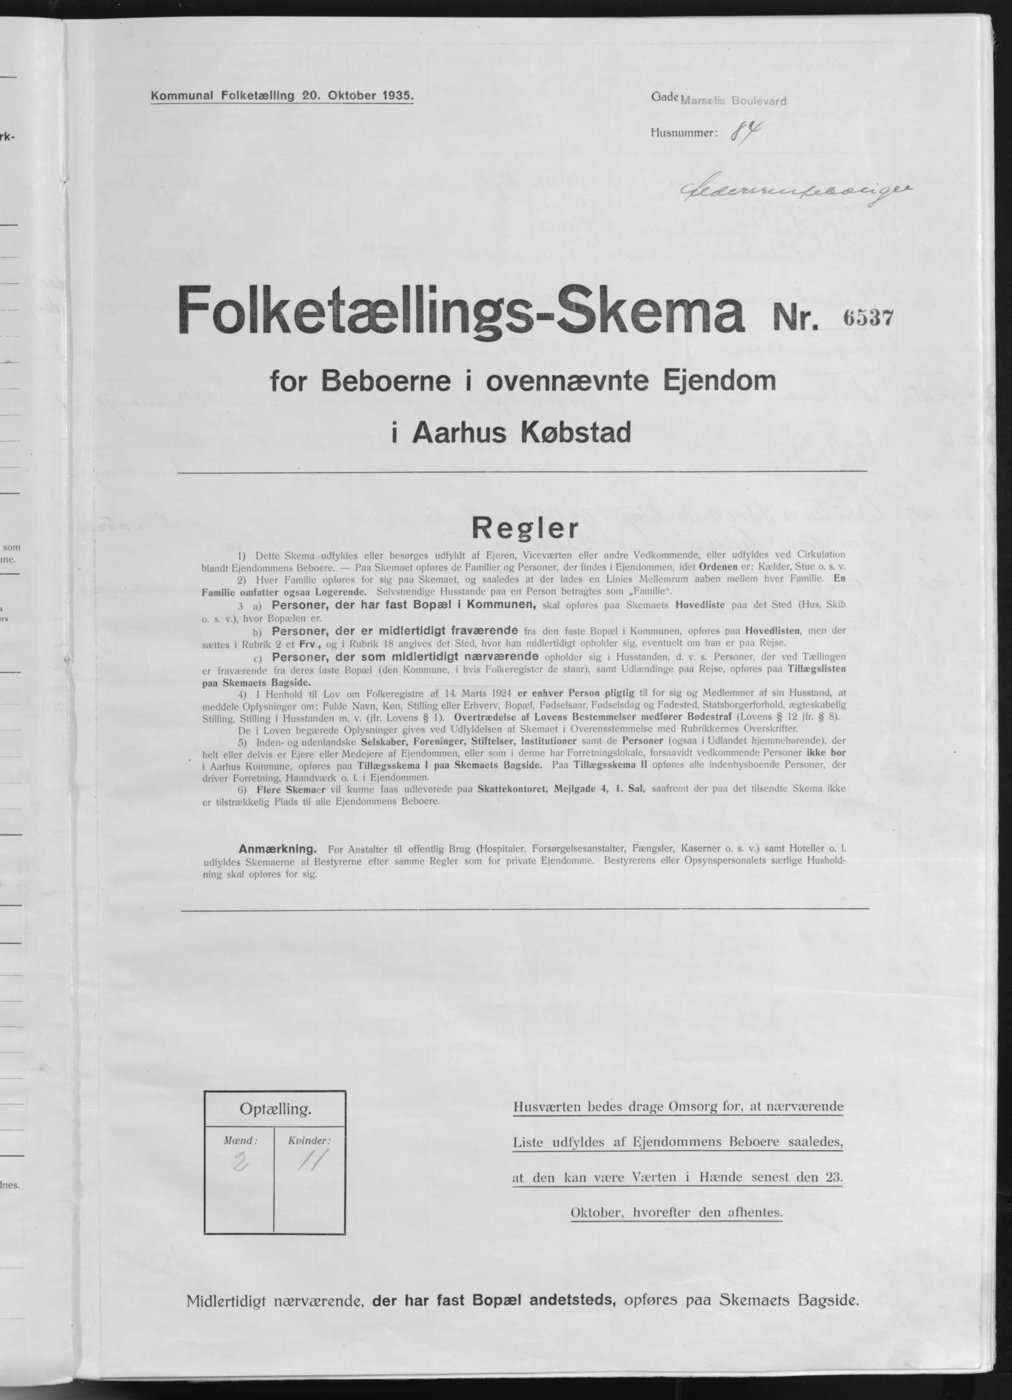 Kommunal Folketælling 20. Oktober 1935.
Gade Marselis Boulevard
Husnummer: 84
Folketællings-Skema Nr. 6537
for Beboerne i ovennævnte Ejendom
i Aarhus Købstad
Regler
1) Dette Skema udfyldes eller besørges udfyldt af Ejeren, Viceværten eller andre Vedkommende, eller udfyldes ved Cirkulation
blandt Ejendommens Beboere. — Paa Skemaet opføres de Familier og Personer, der findes i Ejendommen, idet Ordenen er: Kælder, Stue o. s. v.
2) Hver Familie opføres for sig paa Skemaet, og saaledes at der lades en Linies Mellemrum aaben mellem hver Familie. En
Familie omfatter ogsaa Logerende. Selvstændige Husstande paa en Person betragtes som „Familie".
3 a) Personer, der har fast Bopæl i Kommunen, skal opføres paa Skemaets Hovedliste paa det Sted (Hus, Skib
o. s. v.), hvor Bopælen er.
b) Personer, der er midlertidigt fraværende fra den faste Bopæl i Kommunen, opføres paa Hovedlisten, men der
sættes i Rubrik 2 et Frv., og i Rubrik 18 angives det Sted, hvor han midlertidigt opholder sig, eventuelt om han er paa Rejse.
c) Personer, der som midlertidigt nærværende opholder sig i Husstanden, d. v. s. Personer, der ved Tællingen
er fraværende fra deres faste Bopæl (den Kommune, i hvis Folkeregister de staar), samt Udlændinge paa Rejse, opføres paa Tillægslisten
paa Skemaets Bagside.
4) I Henhold til Lov om Folkeregistre af 14. Marts 1924 er enhver Person pligtig til for sig og Medlemmer af sin Husstand, at
meddele Oplysninger om: Fulde Navn, Køn, Stilling eller Erhverv, Bopæl, Fødselsaar, Fødselsdag og Fødested, Statsborgerforhold, ægteskabelig
Stilling, Stilling i Husstanden m. v. (jfr. Lovens § 1). Overtrædelse af Lovens Bestemmelser medfører Bødestraf (Lovens § 12 jfr. § 8).
De i Loven begærede Oplysninger gives ved Udfyldelsen af Skemaet i Overensstemmelse med Rubrikkernes Overskrifter.
5) Inden- og udenlandske Selskaber, Foreninger, Stiftelser, Institutioner samt de Personer (ogsaa i Udlandet hjemmehørende), der
helt eller delvis er Ejere eller Medejere af Ejendommen, eller som i denne har Forretningslokale, forsaavidt vedkommende Personer ikke bor
i Aarhus Kommune, opføres paa Tillægsskema I paa Skemaets Bagside. Paa Tillægsskema II opføres alle indenbysboende Personer, der
driver Forretning, Haandværk o. l. i Ejendommen.
6) Flere Skemaer vil kunne faas udleverede paa Skattekontoret, Mejlgade 4, 1. Sal, saafremt der paa det tilsendte Skema ikke
er tilstrækkelig Plads til alle Ejendommens Beboere.
Anmærkning. For Anstalter til offentlig Brug (Hospitaler, Forsørgelsesanstalter, Fængsler, Kaserner o. s. v.) samt Hoteller o. l.
udfyldes Skemaerne af Bestyrerne efter samme Regler som for private Ejendomme. Bestyrerens eller Opsynspersonalets særlige Hushold-
ning skal opføres for sig.
Optælling.
Mænd: Kvinder:
2 11
Husværten bedes drage Omsorg for, at nærværende
Liste udfyldes af Ejendommens Beboere saaledes,
at den kan være Værten i Hænde senest den 23.
Oktober, hvorefter den afhentes.
Midlertidigt nærværende, der har fast Bopæl andetsteds, opføres paa Skemaets Bagside.